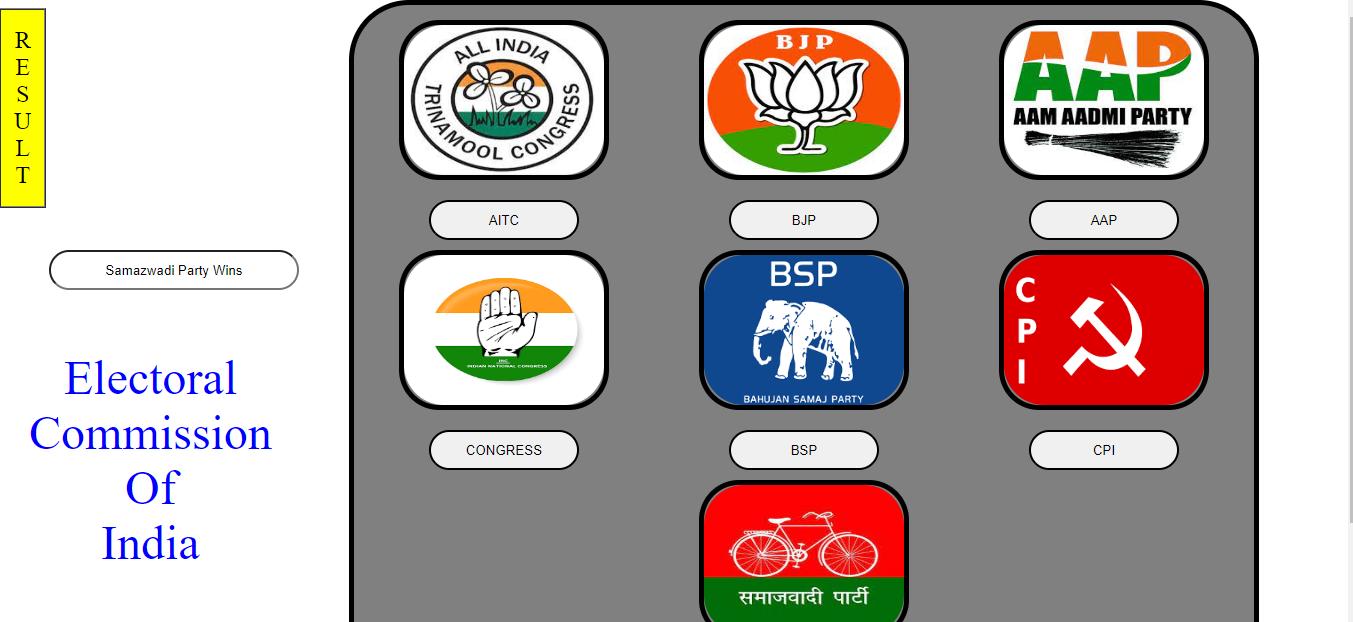 R
E
S
U
L
T
Samazwadi Party Wins
Electoral
Commission
Of
India
ALL INDIA
TRINAMOOL CONGRESS
BJP
AAP
AAM AADMI PARTY
AITC
BJP
AAP
INC
INDIAN NATIONAL CONGRESS
BSP
BAHUJAN SAMAJ PARTY
C
P
I
CONGRESS
BSP
CPI
समाजवादी पार्टी